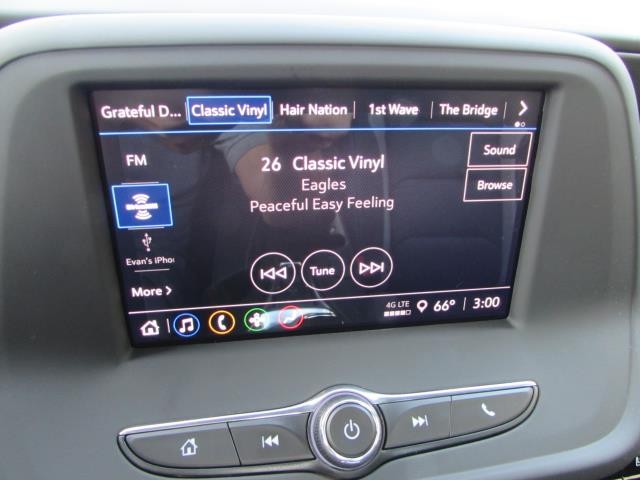 Grateful D... Classic Vinyl Hair Nation 1st Wave The Bridge >
FM
26 Classic Vinyl
Eagles
Peaceful Easy Feeling
Sound
Browse
Evan's iPho
Tune
More >
4G LTE 66° 3:00